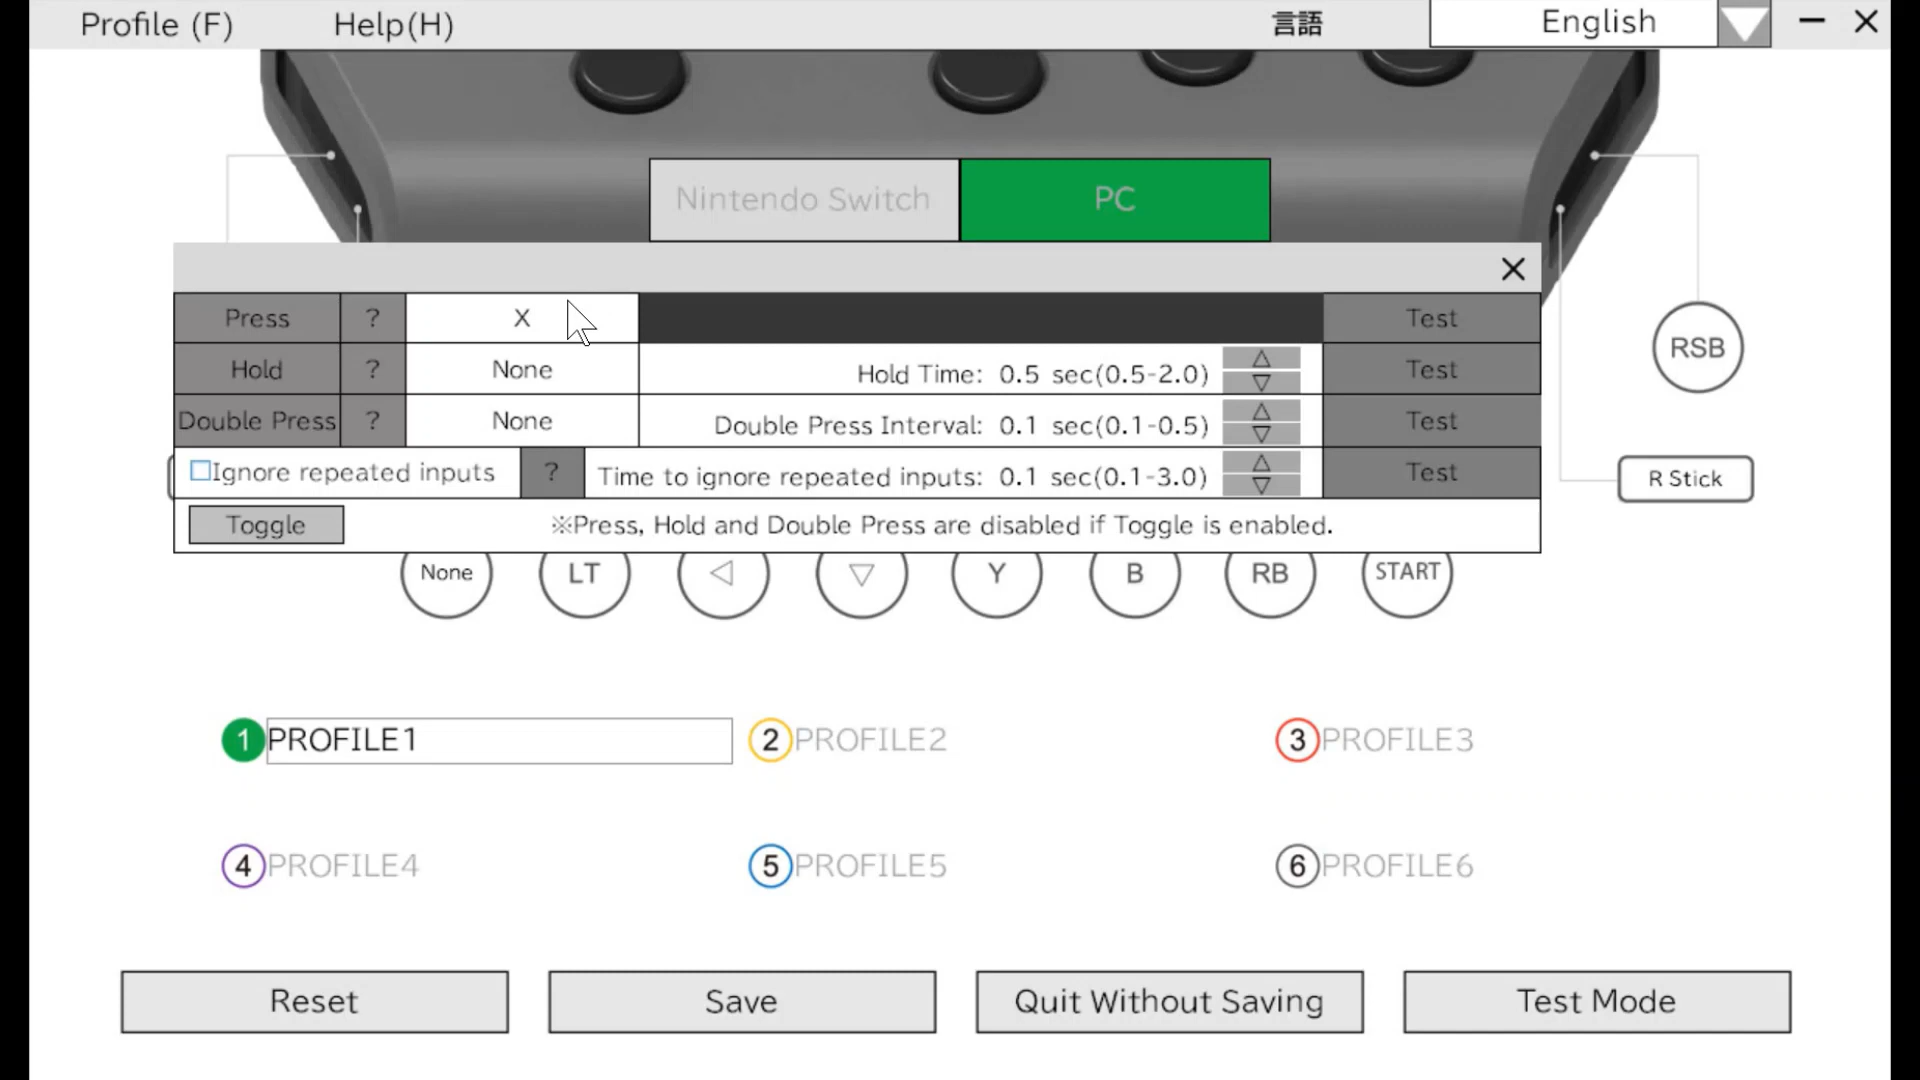 Profile (F) Help(H) 言語 English
Nintendo Switch PC
Press ? X Test
Hold ? None Hold Time: 0.5 sec(0.5-2.0) Test
Double Press ? None Double Press Interval: 0.1 sec(0.1-0.5) Test
Ignore repeated inputs ? Time to ignore repeated inputs: 0.1 sec(0.1-3.0) Test
Toggle ※Press, Hold and Double Press are disabled if Toggle is enabled.
RSB
R Stick
None LT Y B RB START
1 PROFILE1 2 PROFILE2 3 PROFILE3
4 PROFILE4 5 PROFILE5 6 PROFILE6
Reset Save Quit Without Saving Test Mode